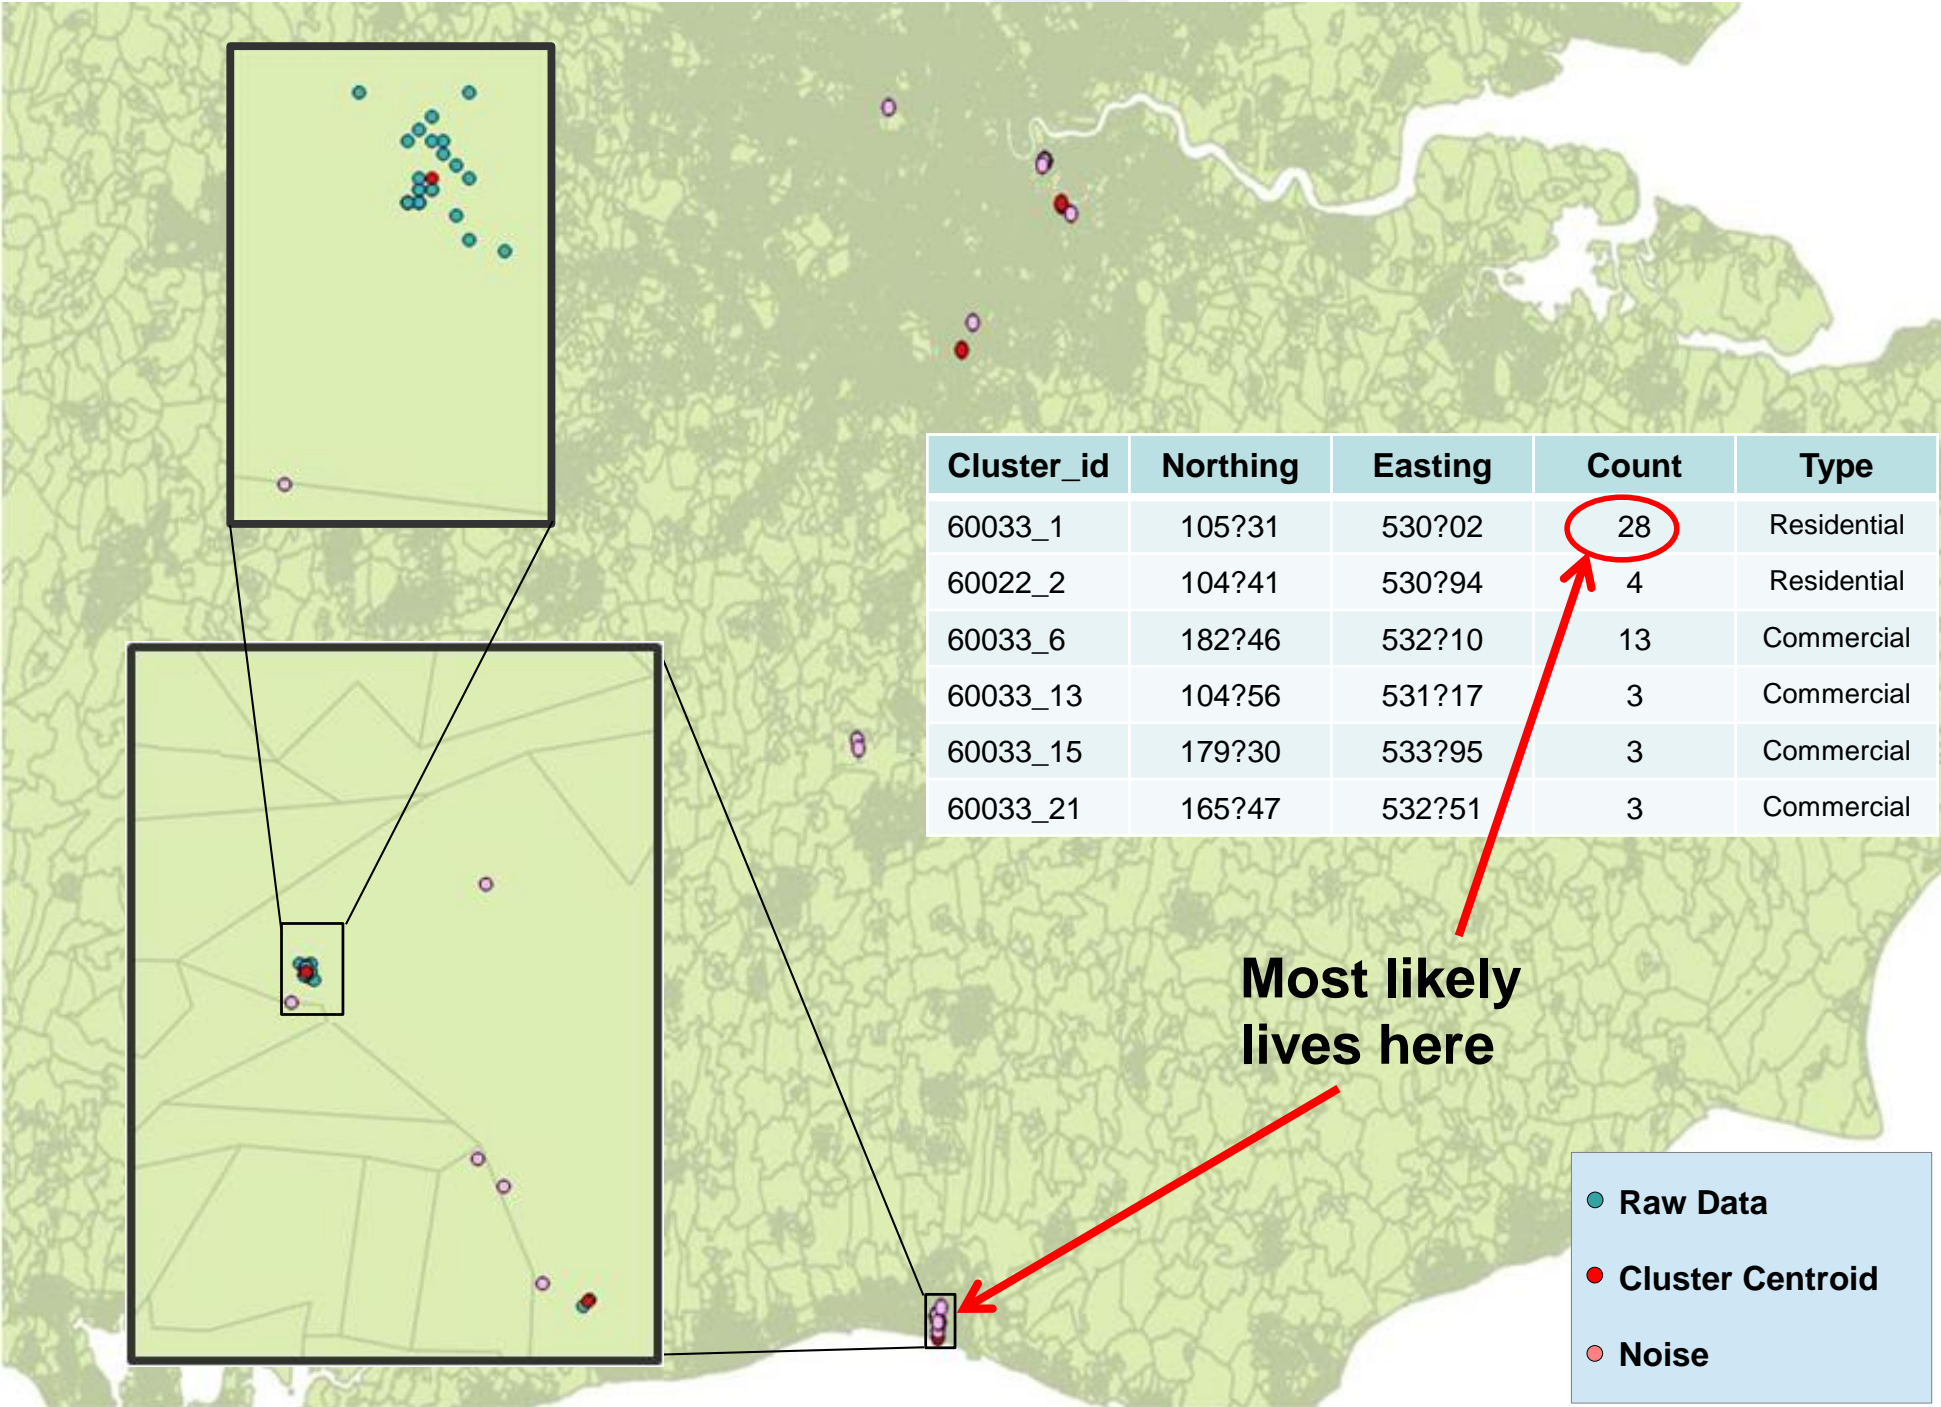 Cluster_id Northing Easting Count Type
60033_1 105?31 530?02 28 Residential
60022_2 104?41 530?94 4 Residential
60033_6 182?46 532?10 13 Commercial
60033_13 104?56 531?17 3 Commercial
60033_15 179?30 533?95 3 Commercial
60033_21 165?47 532?51 3 Commercial
Most likely
lives here
Raw Data
Cluster Centroid
Noise